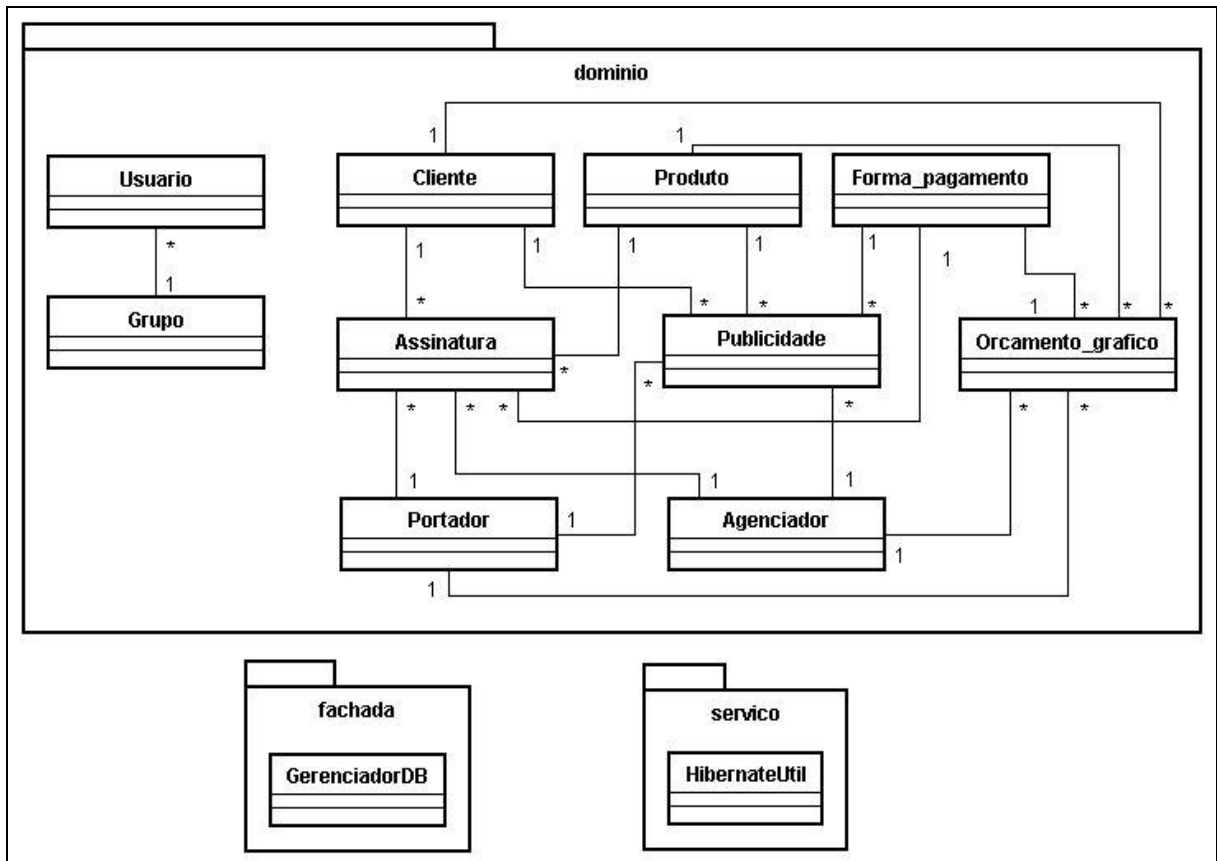 dominio
1
1
Usuario
Cliente
Produto
Forma_pagamento
*
1
1
1
1
1
1
1
*
*
*
*
1
*
*
*
Grupo
Assinatura
Publicidade
Orcamento_grafico
*
*
*
*
*
*
*
*
1
1
1
Portador
Agenciador
1
1
1
fachada
servico
GerenciadorDB
HibernateUtil